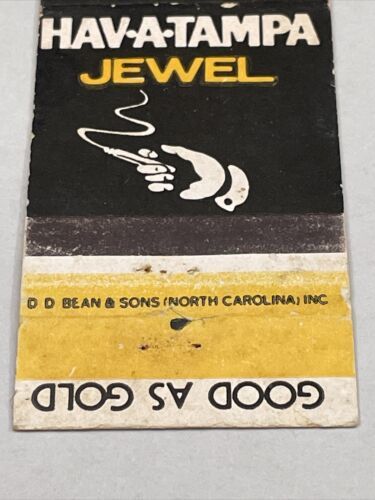 HAV-A-TAMPA
JEWEL
D D BEAN & SONS (NORTH CAROLINA) INC
GOOD AS GOLD